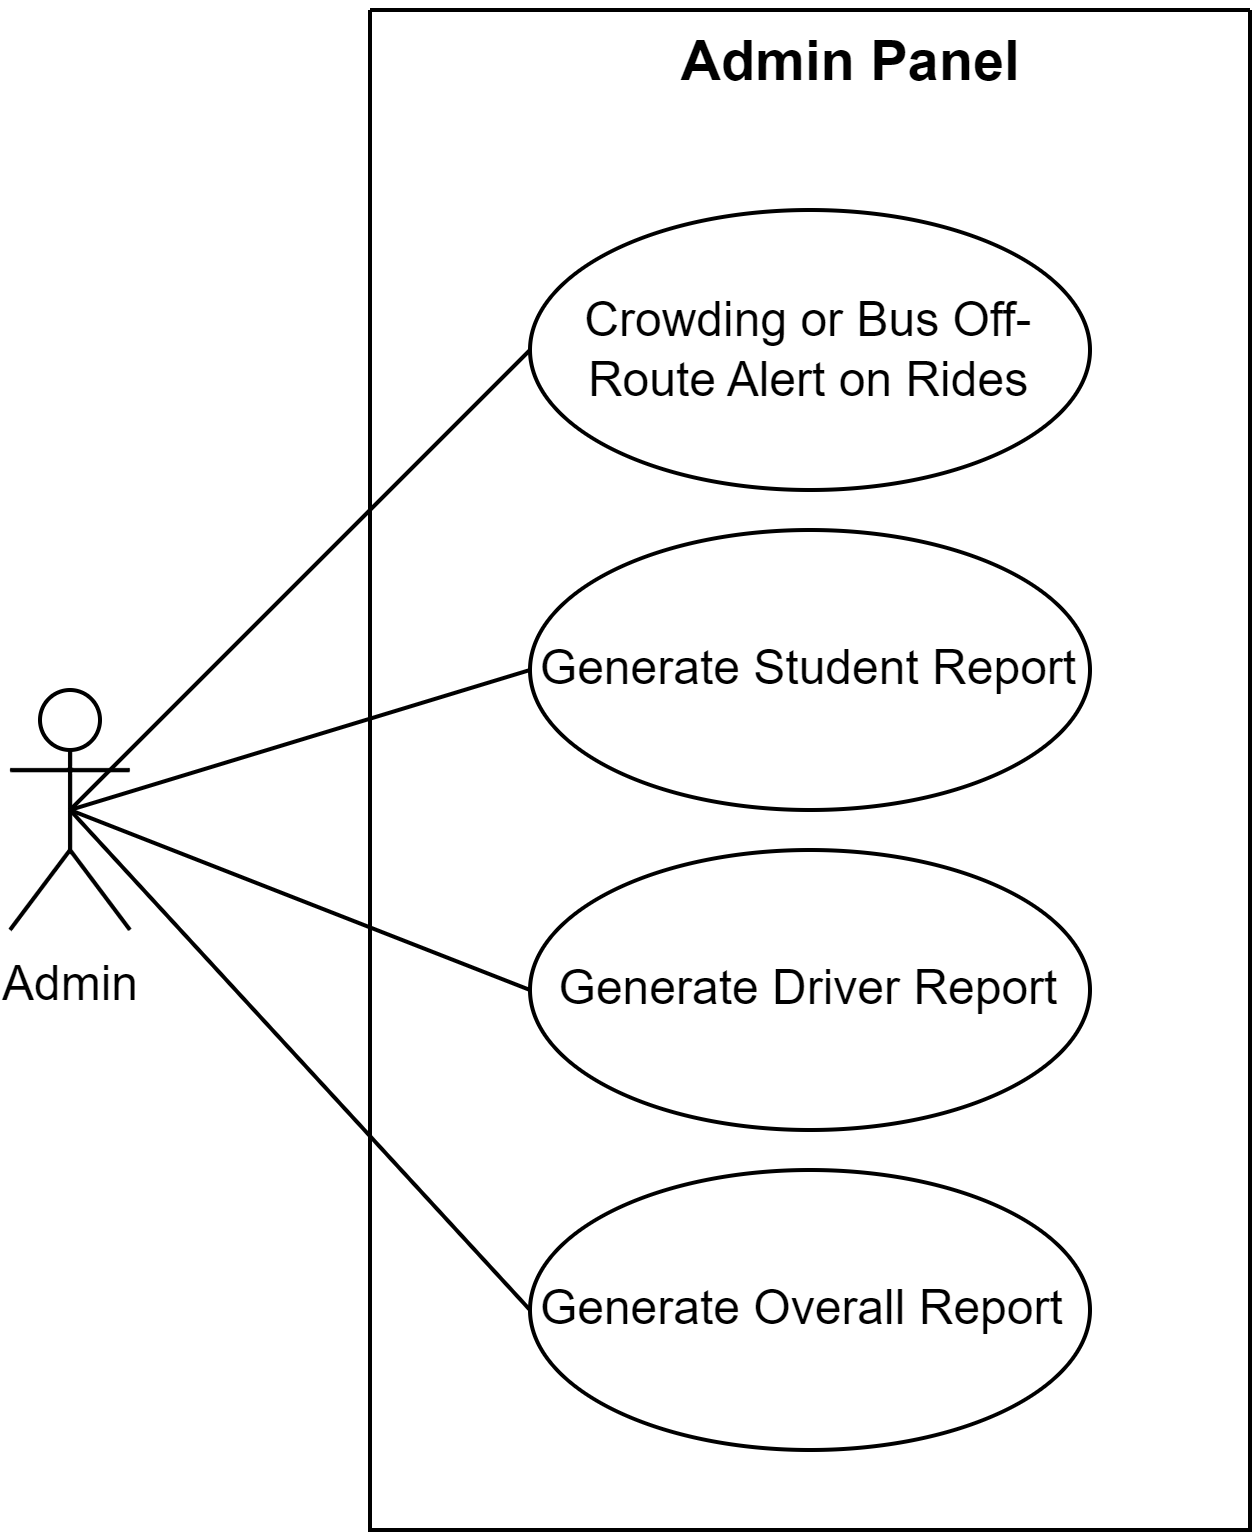 Admin Panel
Crowding or Bus Off-
Route Alert on Rides
Generate Student Report
Generate Driver Report
Admin
Generate Overall Report